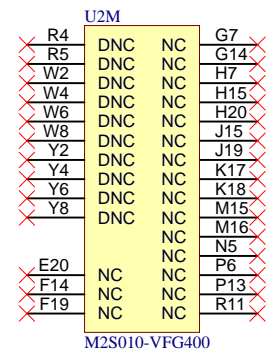 U2M
R4 DNC NC G7
R5 DNC NC G14
W2 DNC NC H7
W4 DNC NC H15
W6 DNC NC H20
W8 DNC NC J15
Y2 DNC NC J19
Y4 DNC NC K17
Y6 DNC NC K18
Y8 DNC NC M15
NC M16
NC N5
E20 NC NC P6
F14 NC NC P13
F19 NC NC R11
M2S010-VFG400